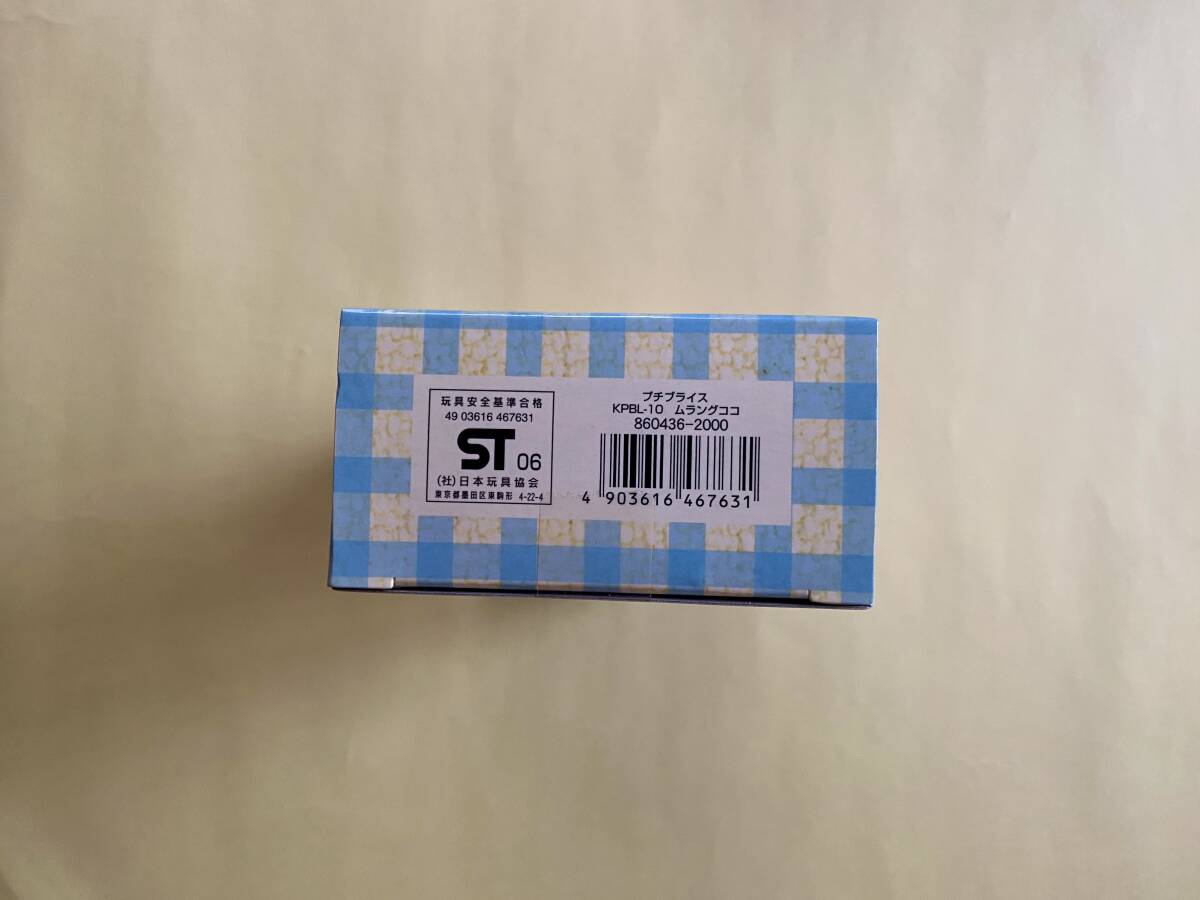 玩具安全基準合格
49 03616 467631
ST 06
(社)日本玩具協会
東京都墨田区東駒形 4-22-4
プチブライス
KPBL-10 ムラングココ
860436-2000
4 903616 467631